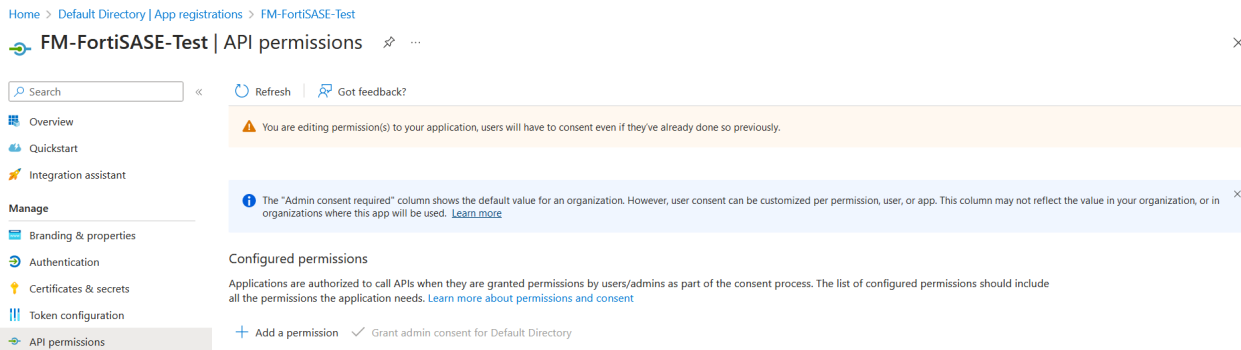 Home > Default Directory | App registrations > FM-FortiSASE-Test
FM-FortiSASE-Test | API permissions
Search
Refresh
Got feedback?
Overview
Quickstart
Integration assistant
Manage
Branding & properties
Authentication
Certificates & secrets
Token configuration
API permissions
You are editing permission(s) to your application, users will have to consent even if they've already done so previously.
The "Admin consent required" column shows the default value for an organization. However, user consent can be customized per permission, user, or app. This column may not reflect the value in your organization, or in
organizations where this app will be used. Learn more
Configured permissions
Applications are authorized to call APIs when they are granted permissions by users/admins as part of the consent process. The list of configured permissions should include
all the permissions the application needs. Learn more about permissions and consent
Add a permission
Grant admin consent for Default Directory